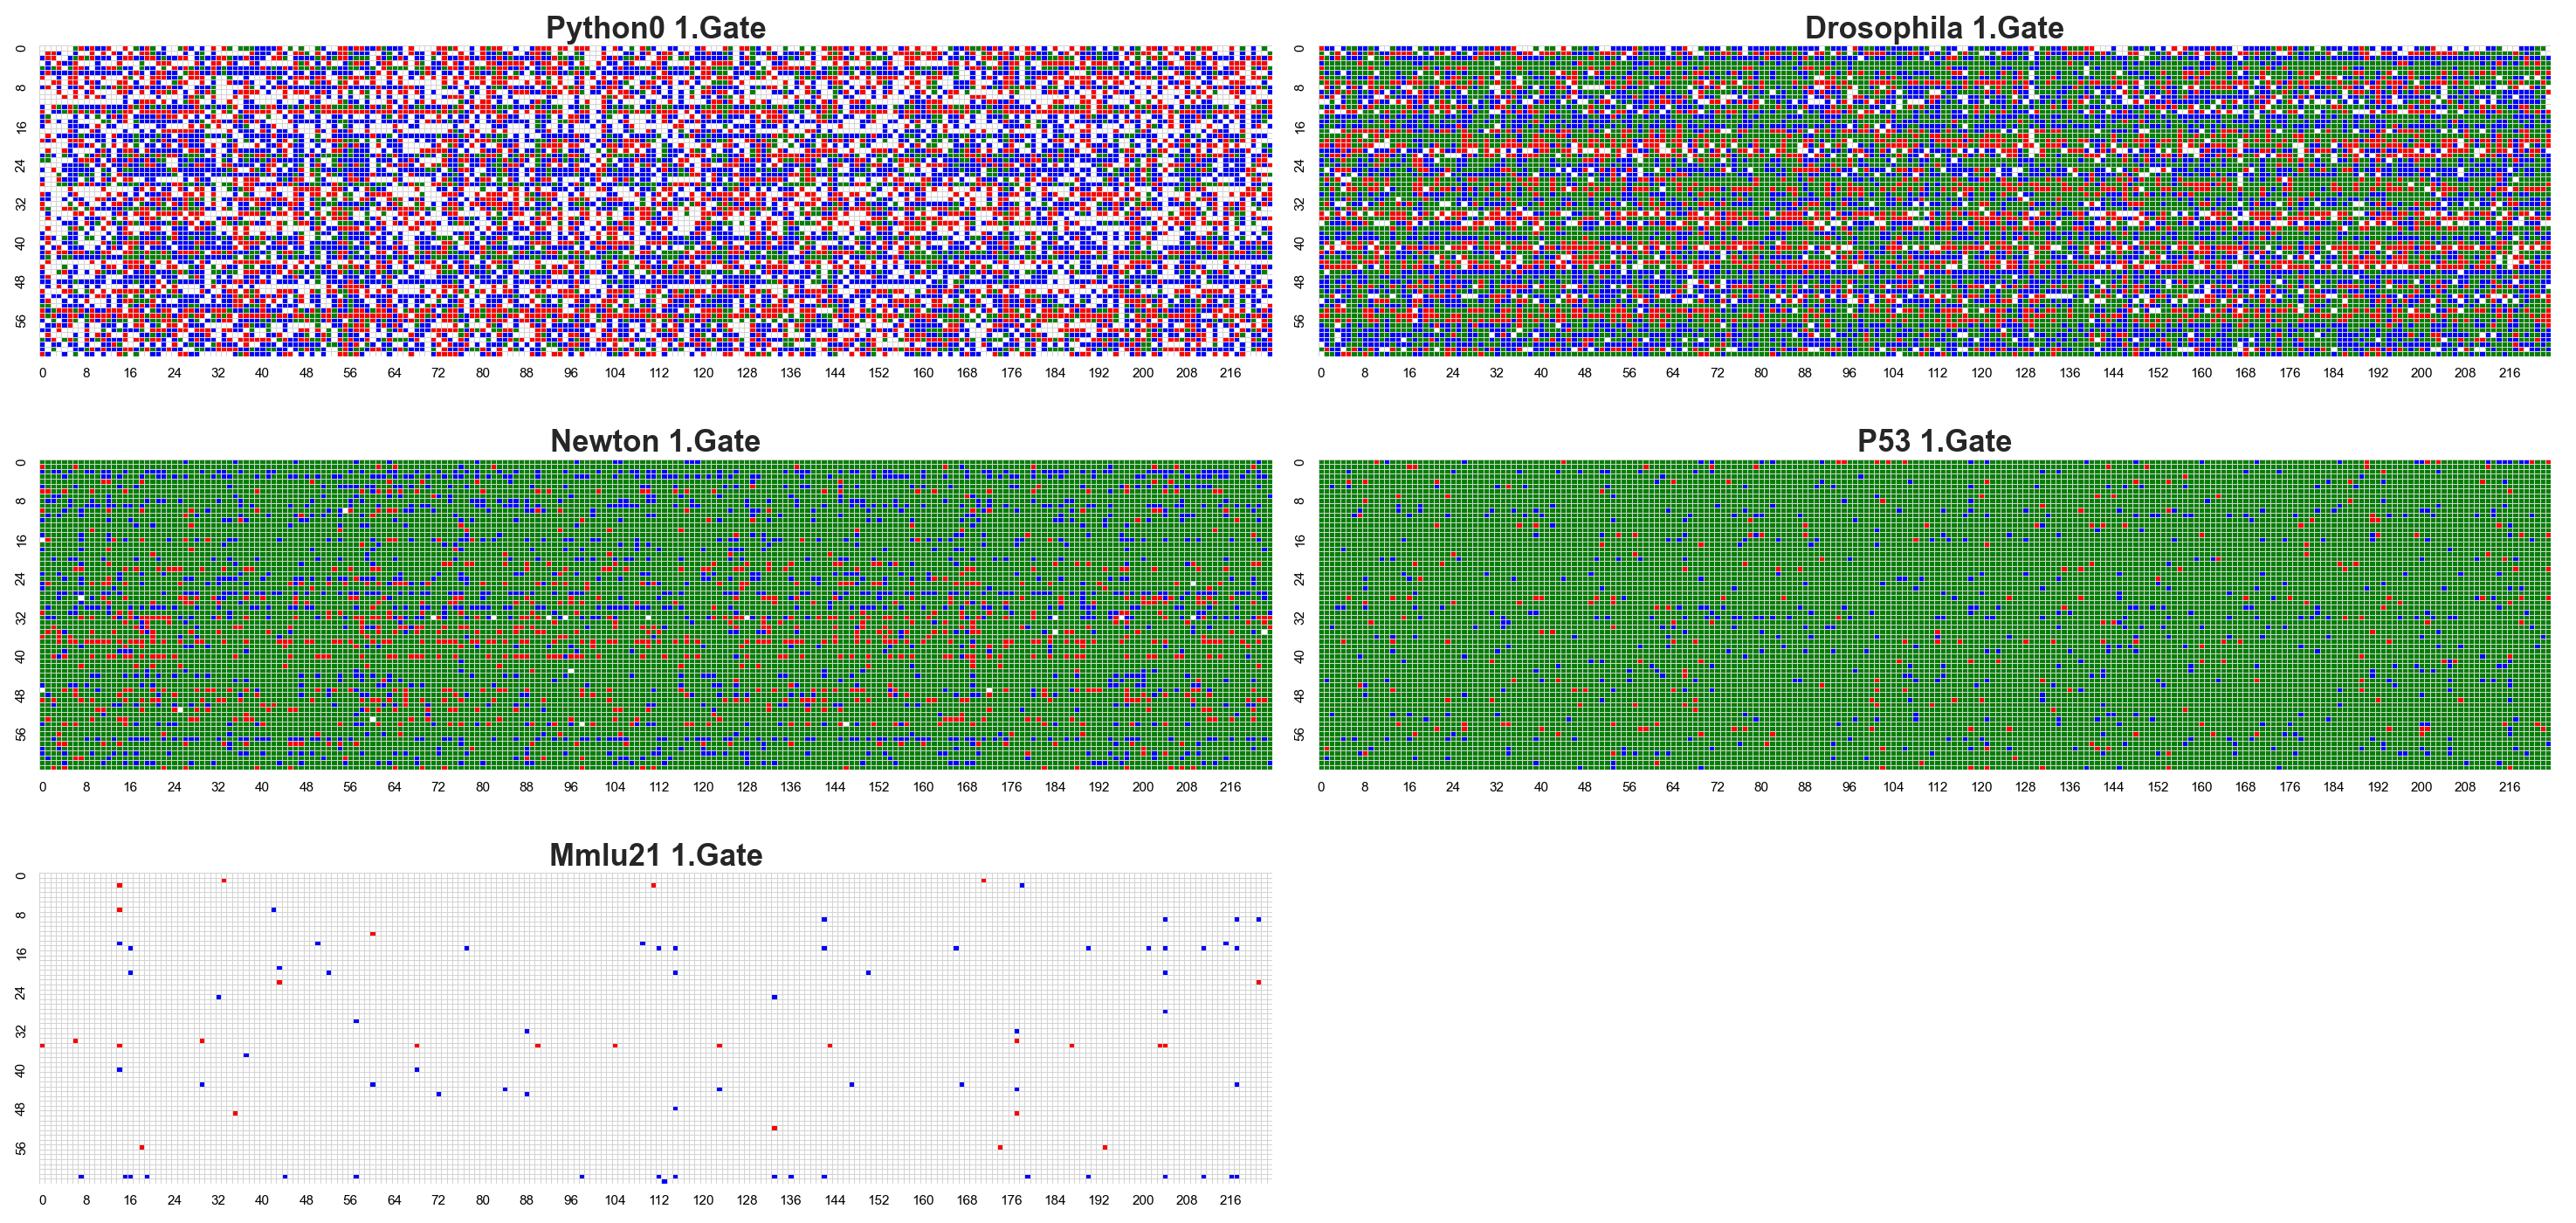 Python0 1.Gate
0 8 16 24 32 40 48 56
0 8 16 24 32 40 48 56 64 72 80 88 96 104 112 120 128 136 144 152 160 168 176 184 192 200 208 216
Drosophila 1.Gate
0 8 16 24 32 40 48 56
0 8 16 24 32 40 48 56 64 72 80 88 96 104 112 120 128 136 144 152 160 168 176 184 192 200 208 216
Newton 1.Gate
0 8 16 24 32 40 48 56
0 8 16 24 32 40 48 56 64 72 80 88 96 104 112 120 128 136 144 152 160 168 176 184 192 200 208 216
P53 1.Gate
0 8 16 24 32 40 48 56
0 8 16 24 32 40 48 56 64 72 80 88 96 104 112 120 128 136 144 152 160 168 176 184 192 200 208 216
Mmlu21 1.Gate
0 8 16 24 32 40 48 56
0 8 16 24 32 40 48 56 64 72 80 88 96 104 112 120 128 136 144 152 160 168 176 184 192 200 208 216